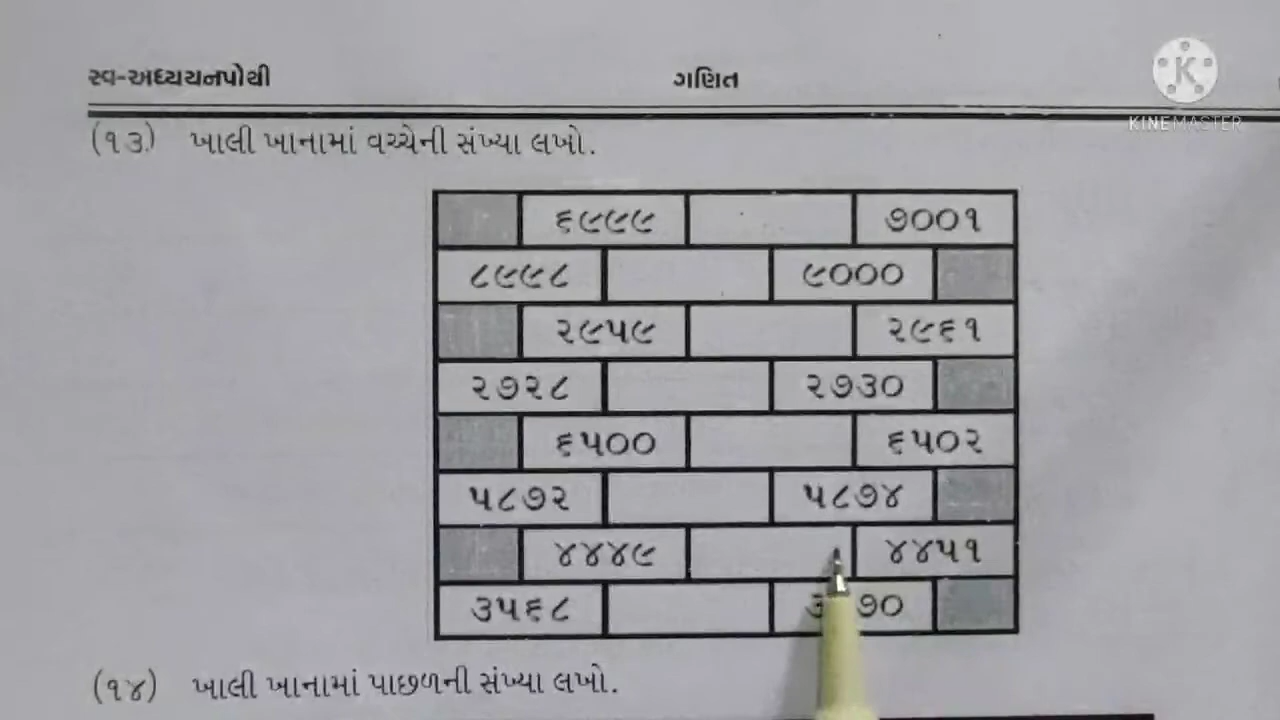 સ્વ-અધ્યયનપોથી ગણિત
K
KINEMASTER
(૧૩) ખાલી ખાનામાં વચ્ચેની સંખ્યા લખો.
૬૯૯૯ ૭૦૦૧
૮૯૯૮ ૯૦૦૦
૨૯૫૯ ૨૯૬૧
૨૭૨૮ ૨૭૩૦
૬૫૦૦ ૬૫૦૨
૫૮૭૨ ૫૮૭૪
૪૪૪૯ ૪૪૫૧
૩૫૬૮
(૧૪) ખાલી ખાનામાં પાછળની સંખ્યા લખો.